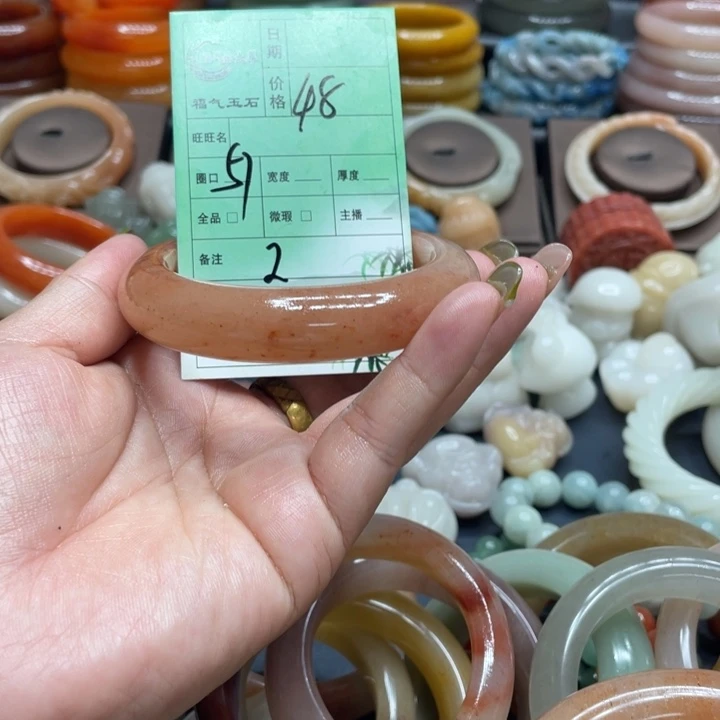 日期
福气玉石
价格 48
旺旺名
圈口 51 宽度 厚度
全品 □ 微瑕 □ 主播
备注 2